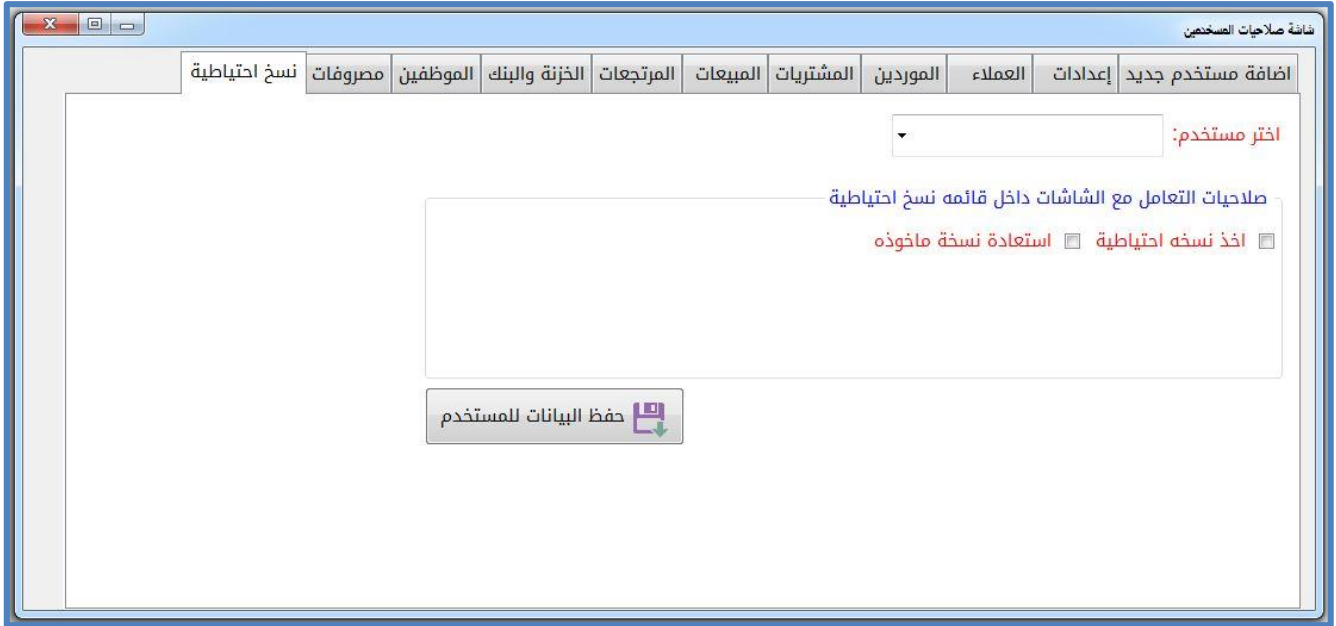 شاشة صلاحيات المسخدمين
اضافة مستخدم جديد إعدادات العملاء الموردين المشتريات المبيعات المرتجعات الخزنة والبنك الموظفين مصروفات نسخ احتياطية
اختر مستخدم:
صلاحيات التعامل مع الشاشات داخل قائمه نسخ احتياطية
اخذ نسخه احتياطية استعادة نسخة ماخوذه
حفظ البيانات للمستخدم